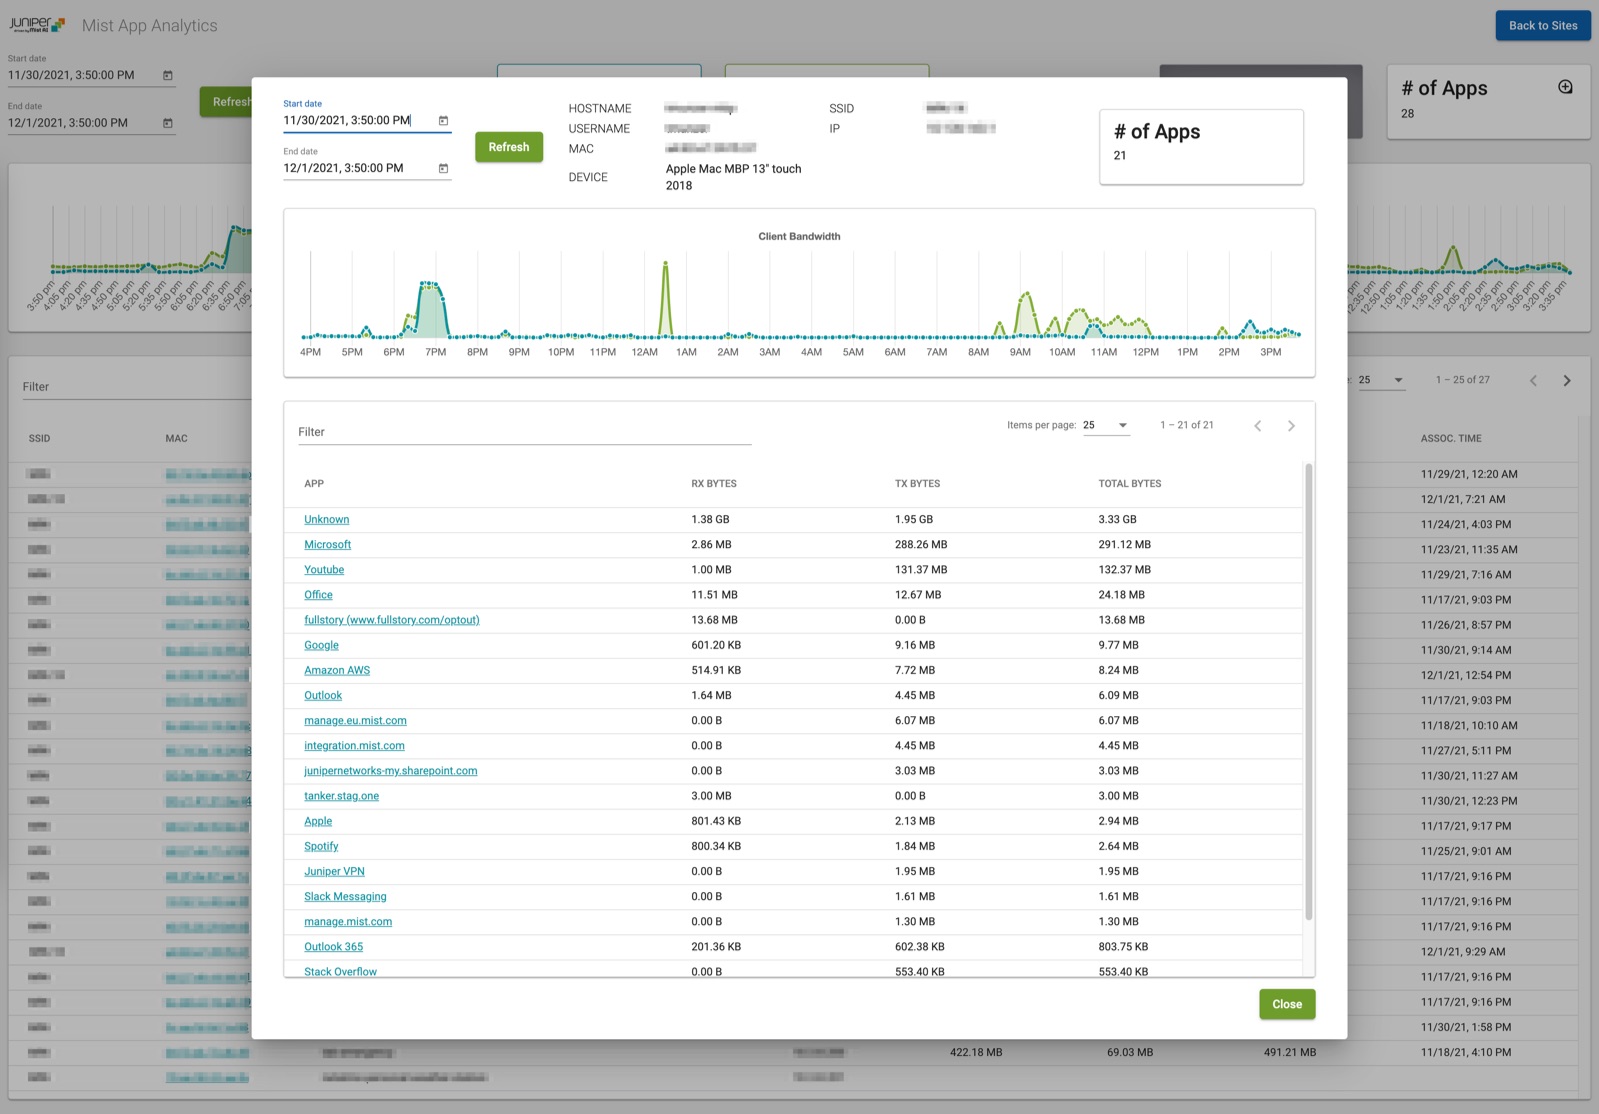 Juniper
driven by Mist AI
Mist App Analytics
Back to Sites
Start date
11/30/2021, 3:50:00 PM
End date
12/1/2021, 3:50:00 PM
Refresh
# of Apps
28
Start date
11/30/2021, 3:50:00 PM
End date
12/1/2021, 3:50:00 PM
Refresh
HOSTNAME
USERNAME
MAC
DEVICE
Apple Mac MBP 13" touch
2018
SSID
IP
# of Apps
21
Client Bandwidth
4PM 5PM 6PM 7PM 8PM 9PM 10PM 11PM 12AM 1AM 2AM 3AM 4AM 5AM 6AM 7AM 8AM 9AM 10AM 11AM 12PM 1PM 2PM 3PM
3:50 pm 4:05 pm 4:20 pm 4:35 pm 4:50 pm 5:05 pm 5:20 pm 5:35 pm 5:50 pm 6:05 pm 6:20 pm 6:35 pm 6:50 pm 7:05
12:35 pm 12:50 pm 1:05 pm 1:20 pm 1:35 pm 1:50 pm 2:05 pm 2:20 pm 2:35 pm 2:50 pm 3:05 pm 3:20 pm 3:35 pm
Filter
Items per page: 25 1 – 21 of 21
APP RX BYTES TX BYTES TOTAL BYTES
Unknown 1.38 GB 1.95 GB 3.33 GB
Microsoft 2.86 MB 288.26 MB 291.12 MB
Youtube 1.00 MB 131.37 MB 132.37 MB
Office 11.51 MB 12.67 MB 24.18 MB
fullstory (www.fullstory.com/optout) 13.68 MB 0.00 B 13.68 MB
Google 601.20 KB 9.16 MB 9.77 MB
Amazon AWS 514.91 KB 7.72 MB 8.24 MB
Outlook 1.64 MB 4.45 MB 6.09 MB
manage.eu.mist.com 0.00 B 6.07 MB 6.07 MB
integration.mist.com 0.00 B 4.45 MB 4.45 MB
junipernetworks-my.sharepoint.com 0.00 B 3.03 MB 3.03 MB
tanker.stag.one 3.00 MB 0.00 B 3.00 MB
Apple 801.43 KB 2.13 MB 2.94 MB
Spotify 800.34 KB 1.84 MB 2.64 MB
Juniper VPN 0.00 B 1.95 MB 1.95 MB
Slack Messaging 0.00 B 1.61 MB 1.61 MB
manage.mist.com 0.00 B 1.30 MB 1.30 MB
Outlook 365 201.36 KB 602.38 KB 803.75 KB
Stack Overflow 0.00 B 553.40 KB 553.40 KB
Close
Filter
SSID MAC
25 1 – 25 of 27
ASSOC. TIME
11/29/21, 12:20 AM
12/1/21, 7:21 AM
11/24/21, 4:03 PM
11/23/21, 11:35 AM
11/29/21, 7:16 AM
11/17/21, 9:03 PM
11/26/21, 8:57 PM
11/30/21, 9:14 AM
12/1/21, 12:54 PM
11/17/21, 9:03 PM
11/18/21, 10:10 AM
11/27/21, 5:11 PM
11/30/21, 11:27 AM
11/30/21, 12:23 PM
11/17/21, 9:17 PM
11/25/21, 9:01 AM
11/17/21, 9:16 PM
11/17/21, 9:16 PM
11/17/21, 9:16 PM
12/1/21, 9:29 AM
11/17/21, 9:16 PM
11/17/21, 9:16 PM
11/30/21, 1:58 PM
422.18 MB 69.03 MB 491.21 MB 11/18/21, 4:10 PM